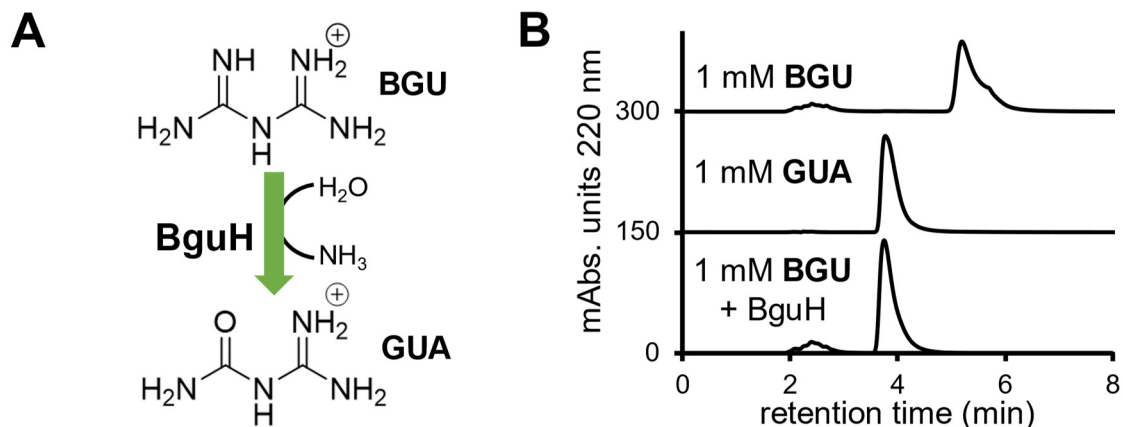 A
NH
NH2
⊕
BGU
H2N
N
H
NH2
H2O
BguH
NH3
O
NH2
⊕
GUA
H2N
N
H
NH2
B
mAbs. units 220 nm
300
150
0
1 mM BGU
1 mM GUA
1 mM BGU
+ BguH
0 2 4 6 8
retention time (min)